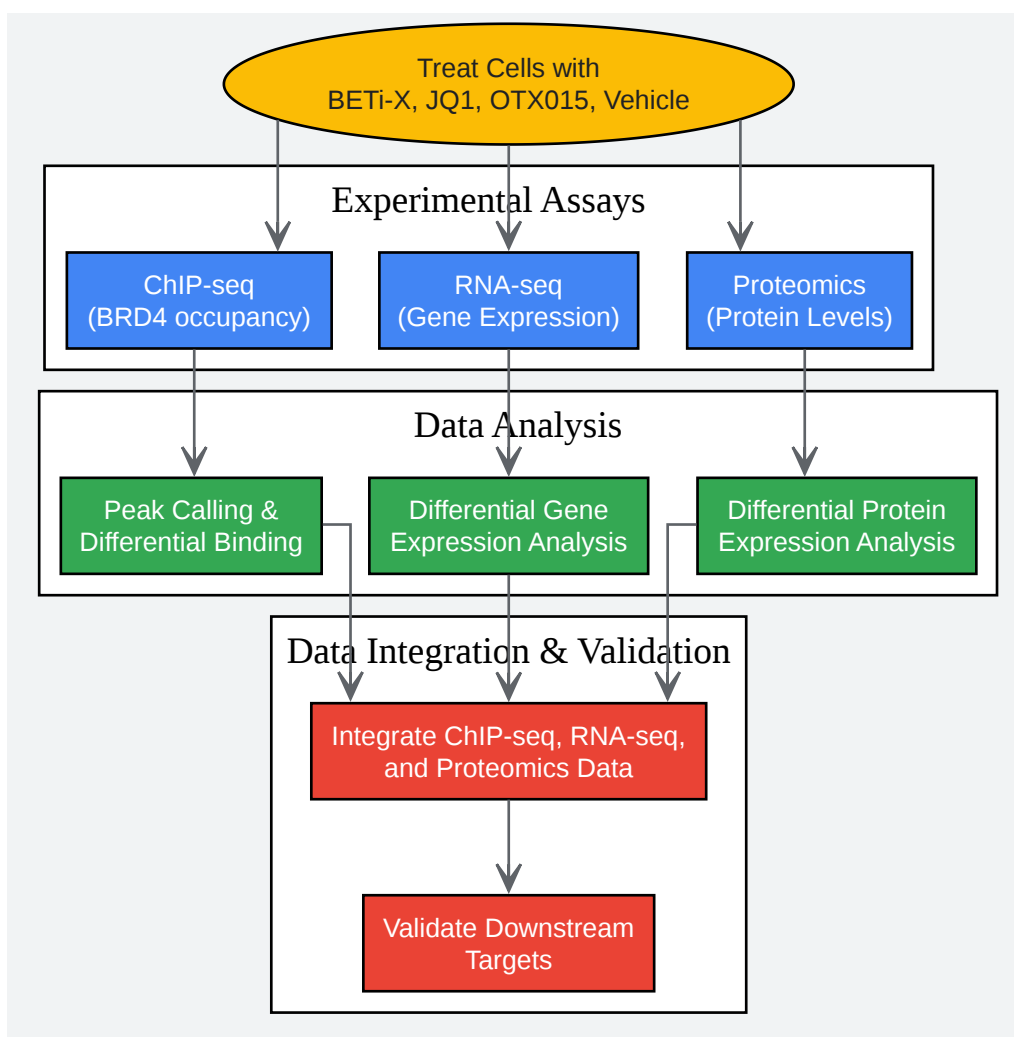 Treat Cells with
BETi-X, JQ1, OTX015, Vehicle
Experimental Assays
ChIP-seq
(BRD4 occupancy)
RNA-seq
(Gene Expression)
Proteomics
(Protein Levels)
Data Analysis
Peak Calling &
Differential Binding
Differential Gene
Expression Analysis
Differential Protein
Expression Analysis
Data Integration & Validation
Integrate ChIP-seq, RNA-seq,
and Proteomics Data
Validate Downstream
Targets